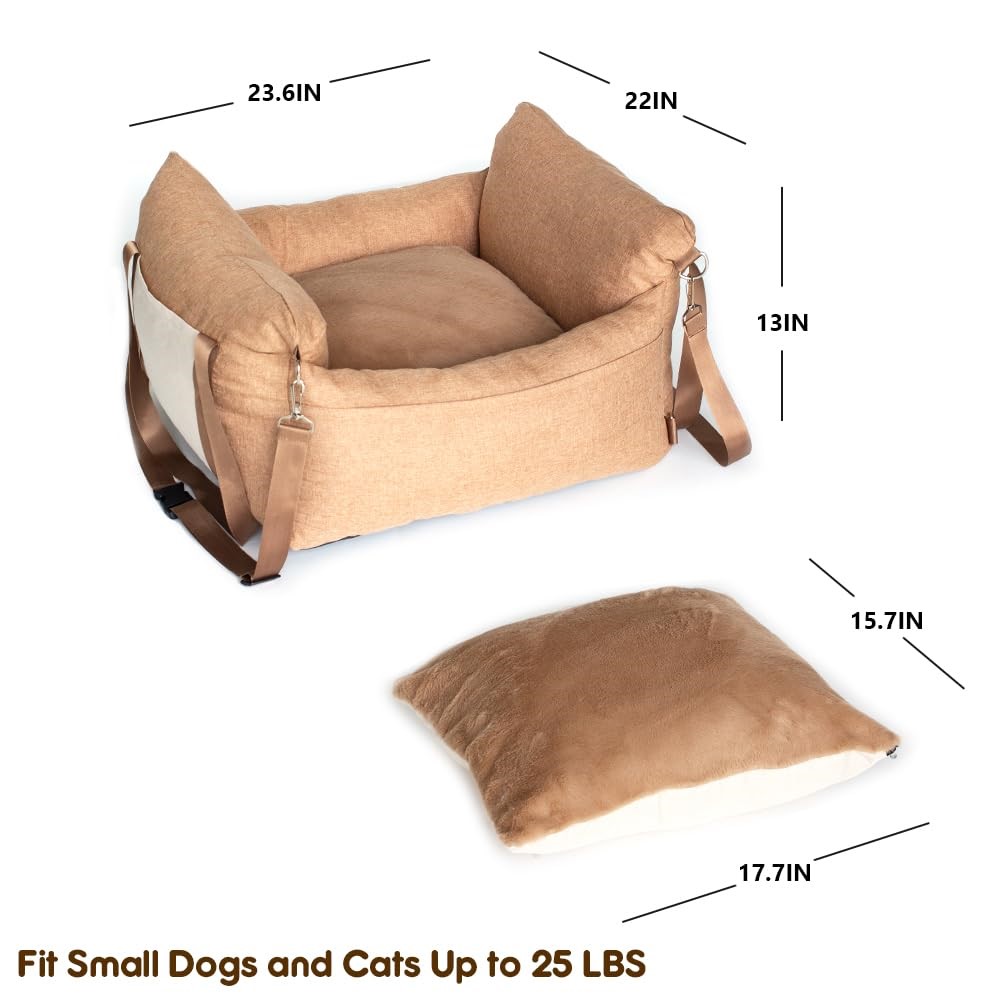 23.6IN
22IN
13IN
15.7IN
17.7IN
Fit Small Dogs and Cats Up to 25 LBS